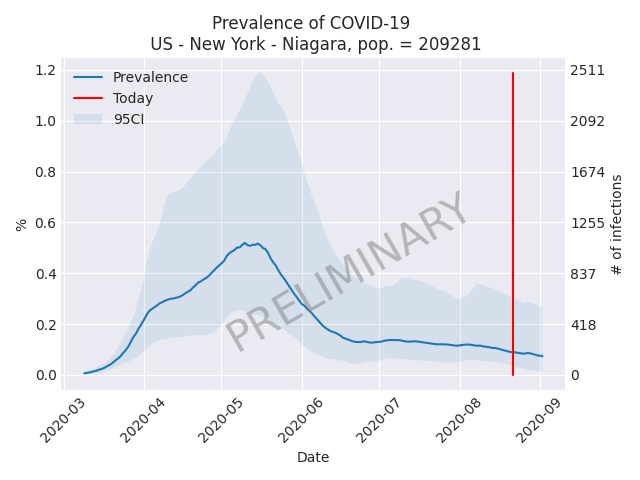 Prevalence of COVID-19
US - New York - Niagara, pop. = 209281
Prevalence
Today
95CI
PRELIMINARY
%
1.2
1.0
0.8
0.6
0.4
0.2
0.0
2511
2092
1674
1255
837
418
0
# of infections
2020-03
2020-04
2020-05
2020-06
2020-07
2020-08
2020-09
Date